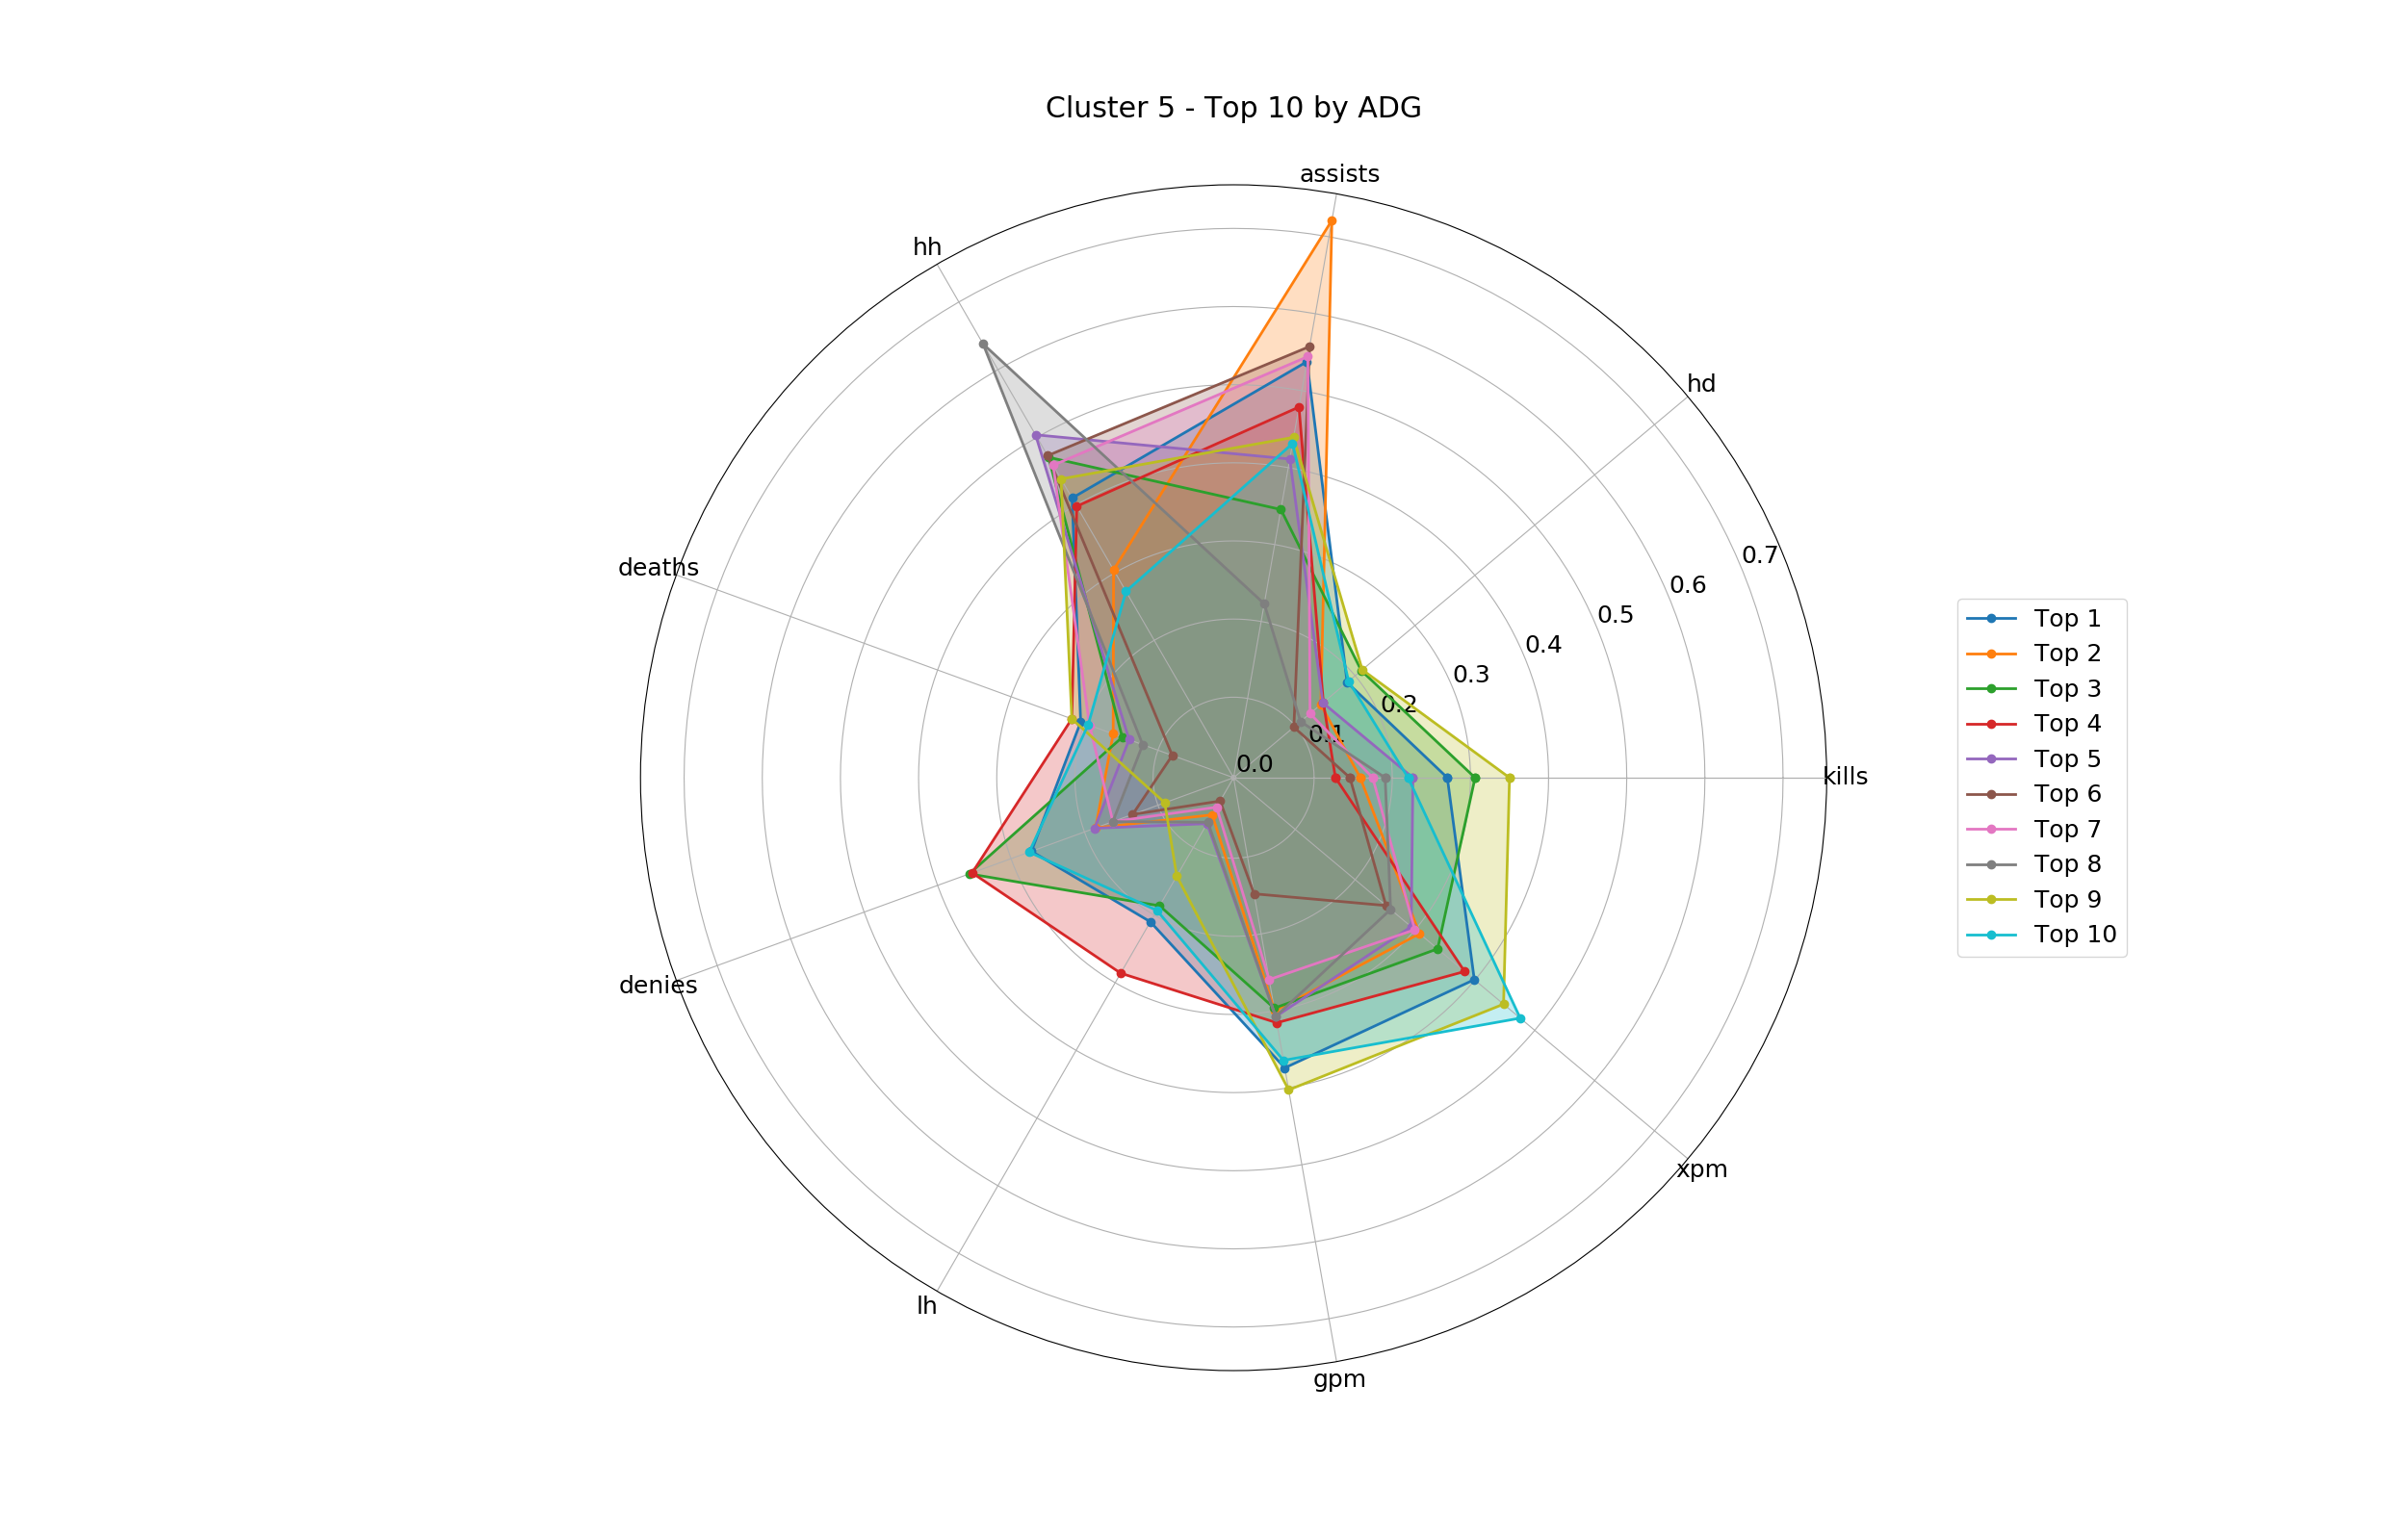 Cluster 5 - Top 10 by ADG
assists
hh
hd
deaths
0.7
0.6
0.5
0.4
0.3
0.2
0.1
0.0
kills
denies
xpm
lh
gpm
Top 1
Top 2
Top 3
Top 4
Top 5
Top 6
Top 7
Top 8
Top 9
Top 10